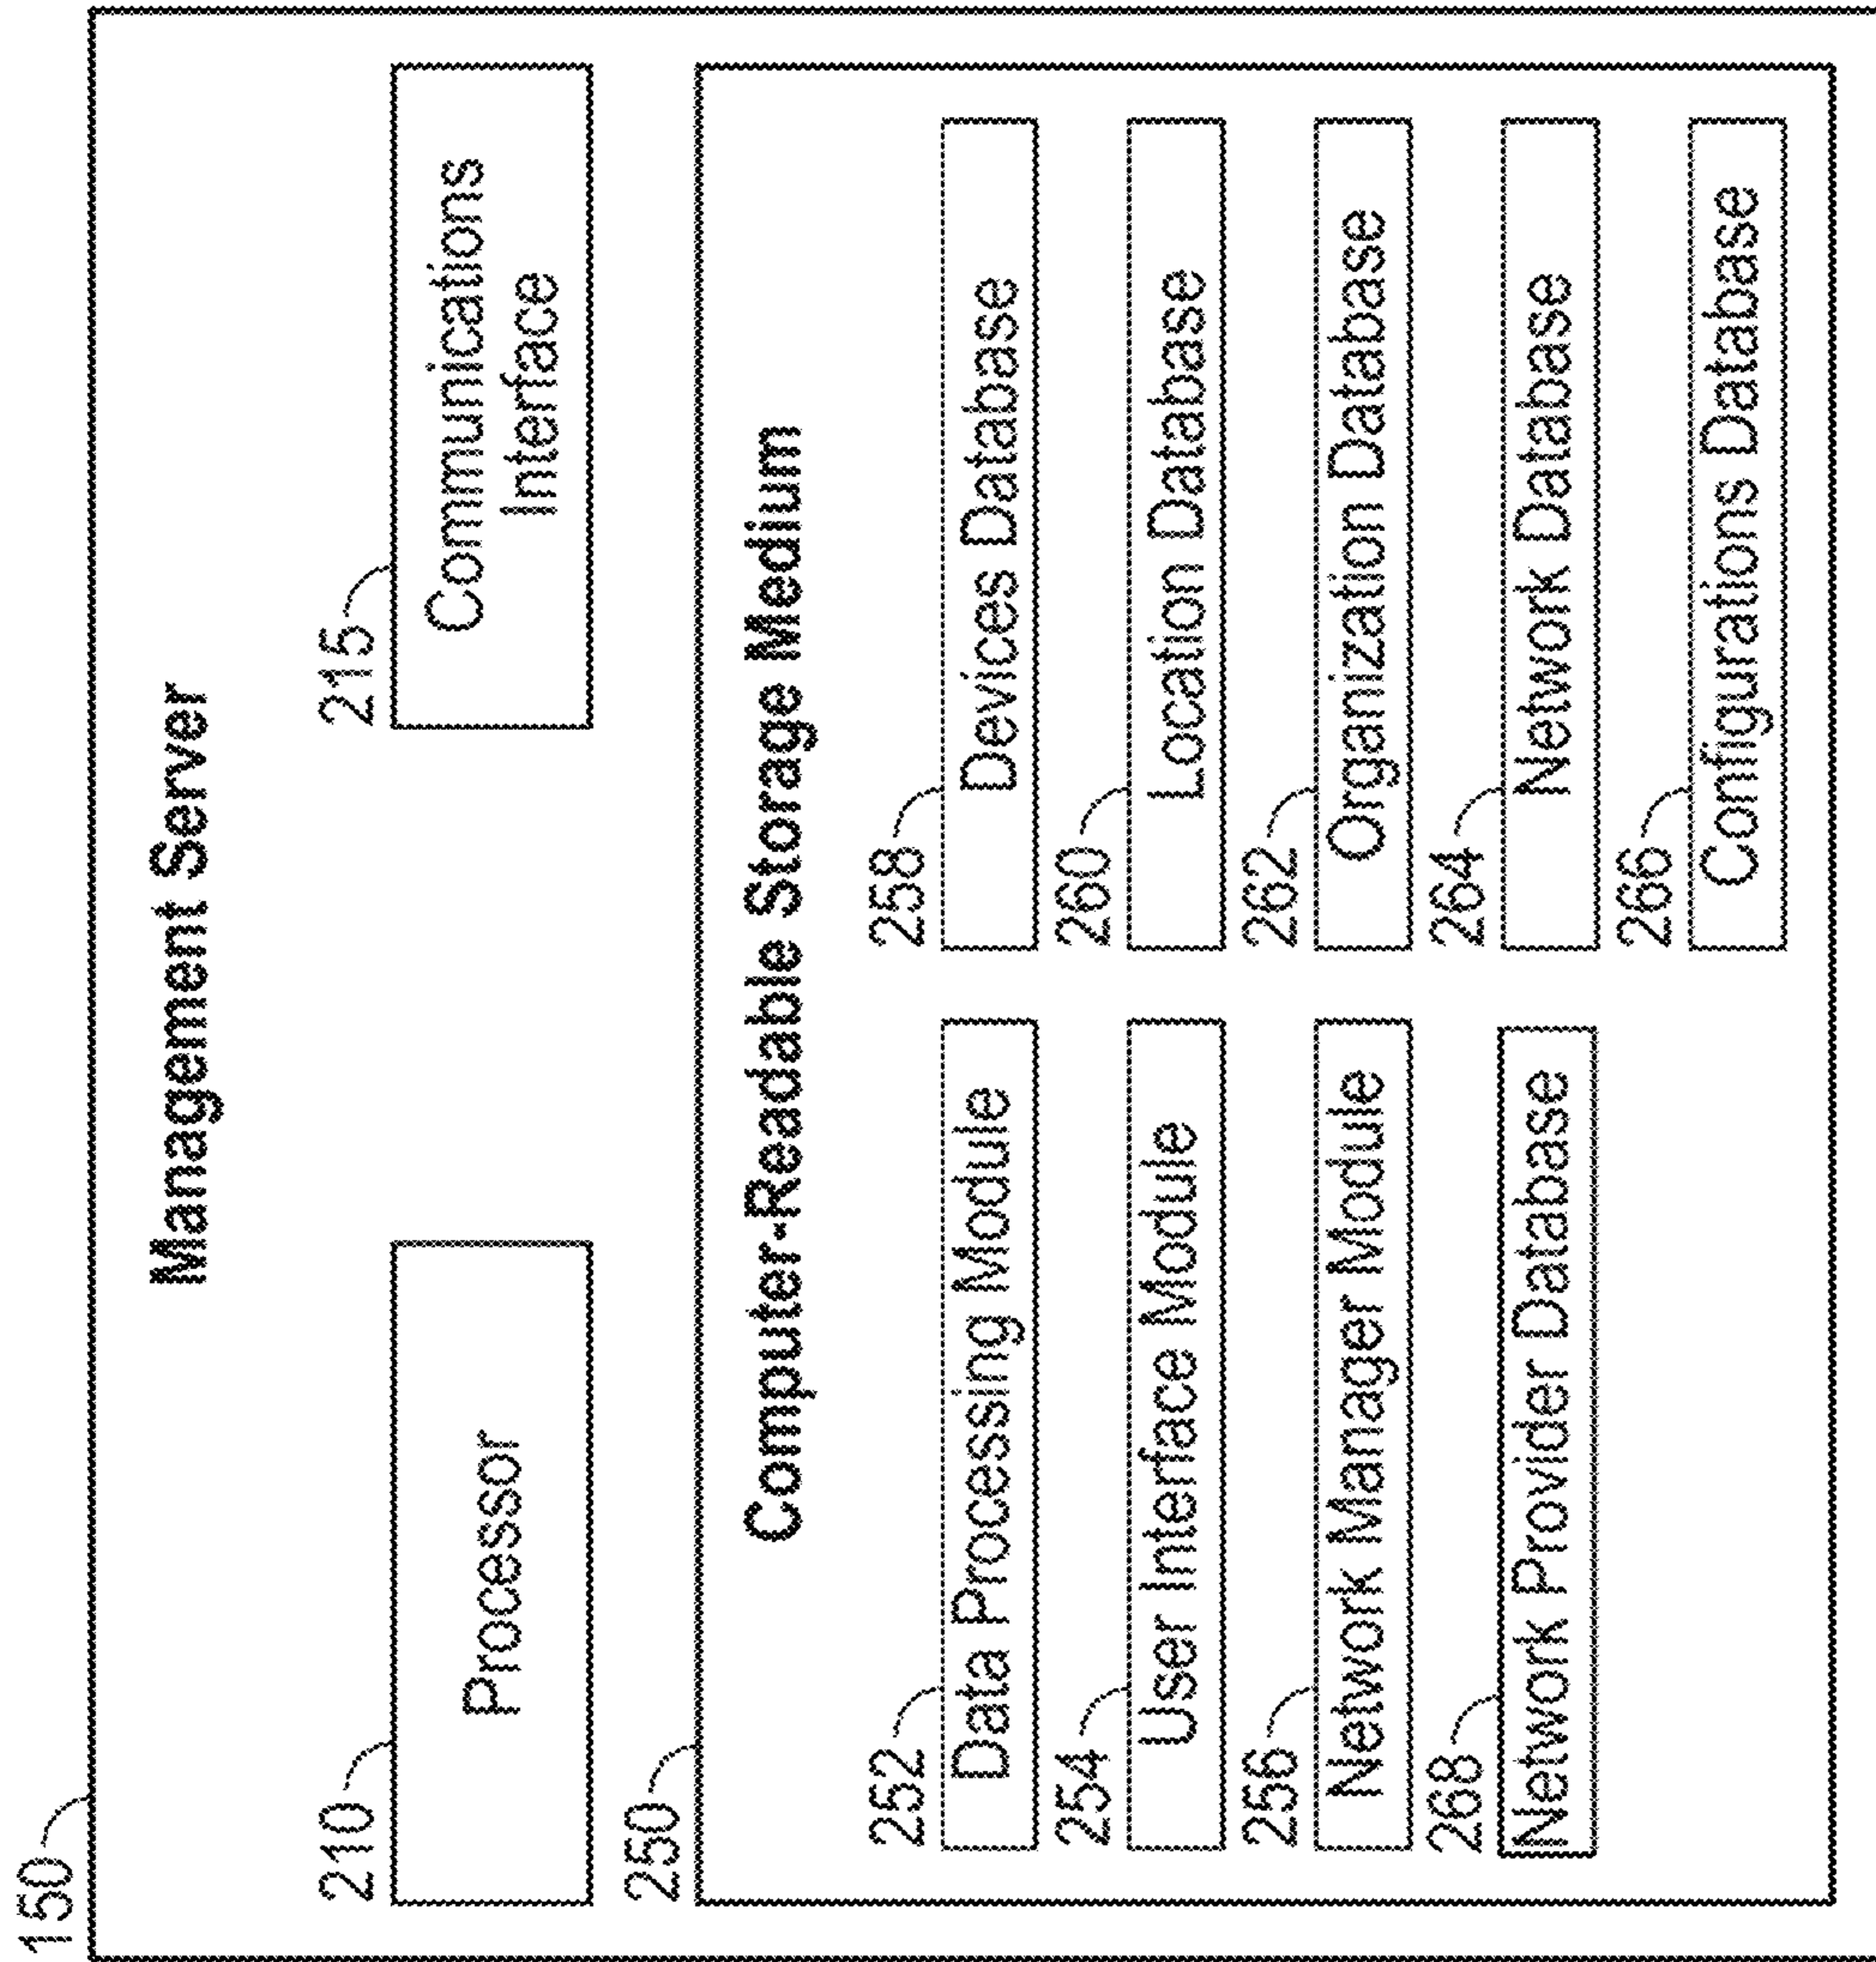 150
Management Server
210
Processor
215
Communications
Interface
250
Computer-Readable Storage Medium
252
Data Processing Module
254
User Interface Module
256
Network Manager Module
268
Network Provider Database
258
Devices Database
260
Location Database
262
Organization Database
264
Network Database
266
Configurations Database